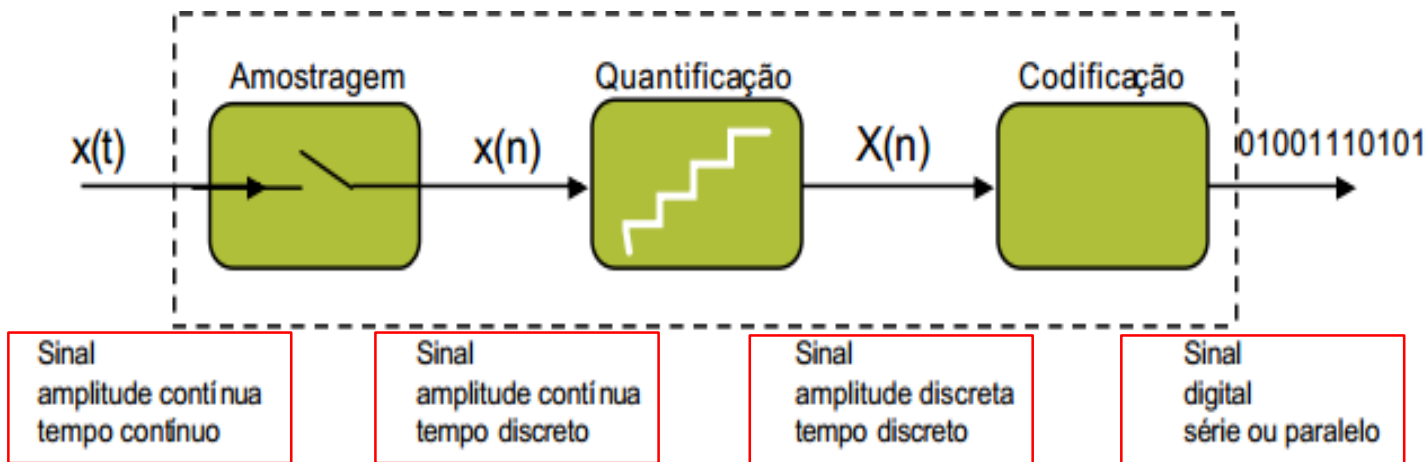 Amostragem
Quantificação
Codificação
x(t)
x(n)
X(n)
01001110101
Sinal
amplitude contínua
tempo contínuo
Sinal
amplitude contínua
tempo discreto
Sinal
amplitude discreta
tempo discreto
Sinal
digital
série ou paralelo